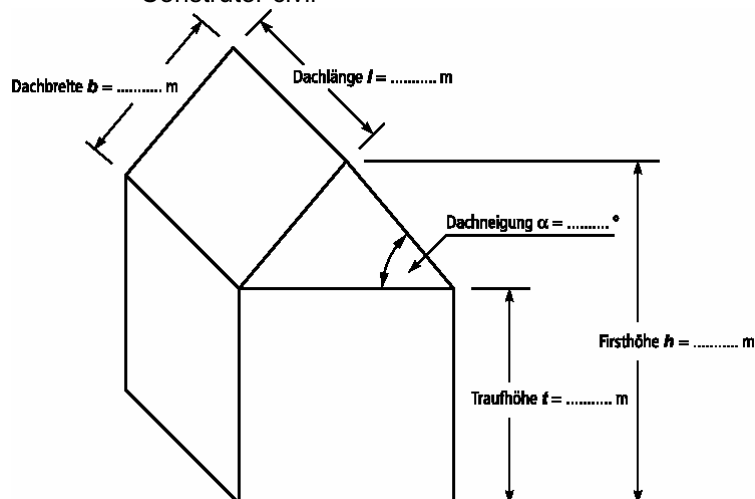 Dachbreite b = ........... m
Dachlänge l = ........... m
Dachneigung α = .......... °
Firsthöhe h = ........... m
Traufhöhe t = ........... m